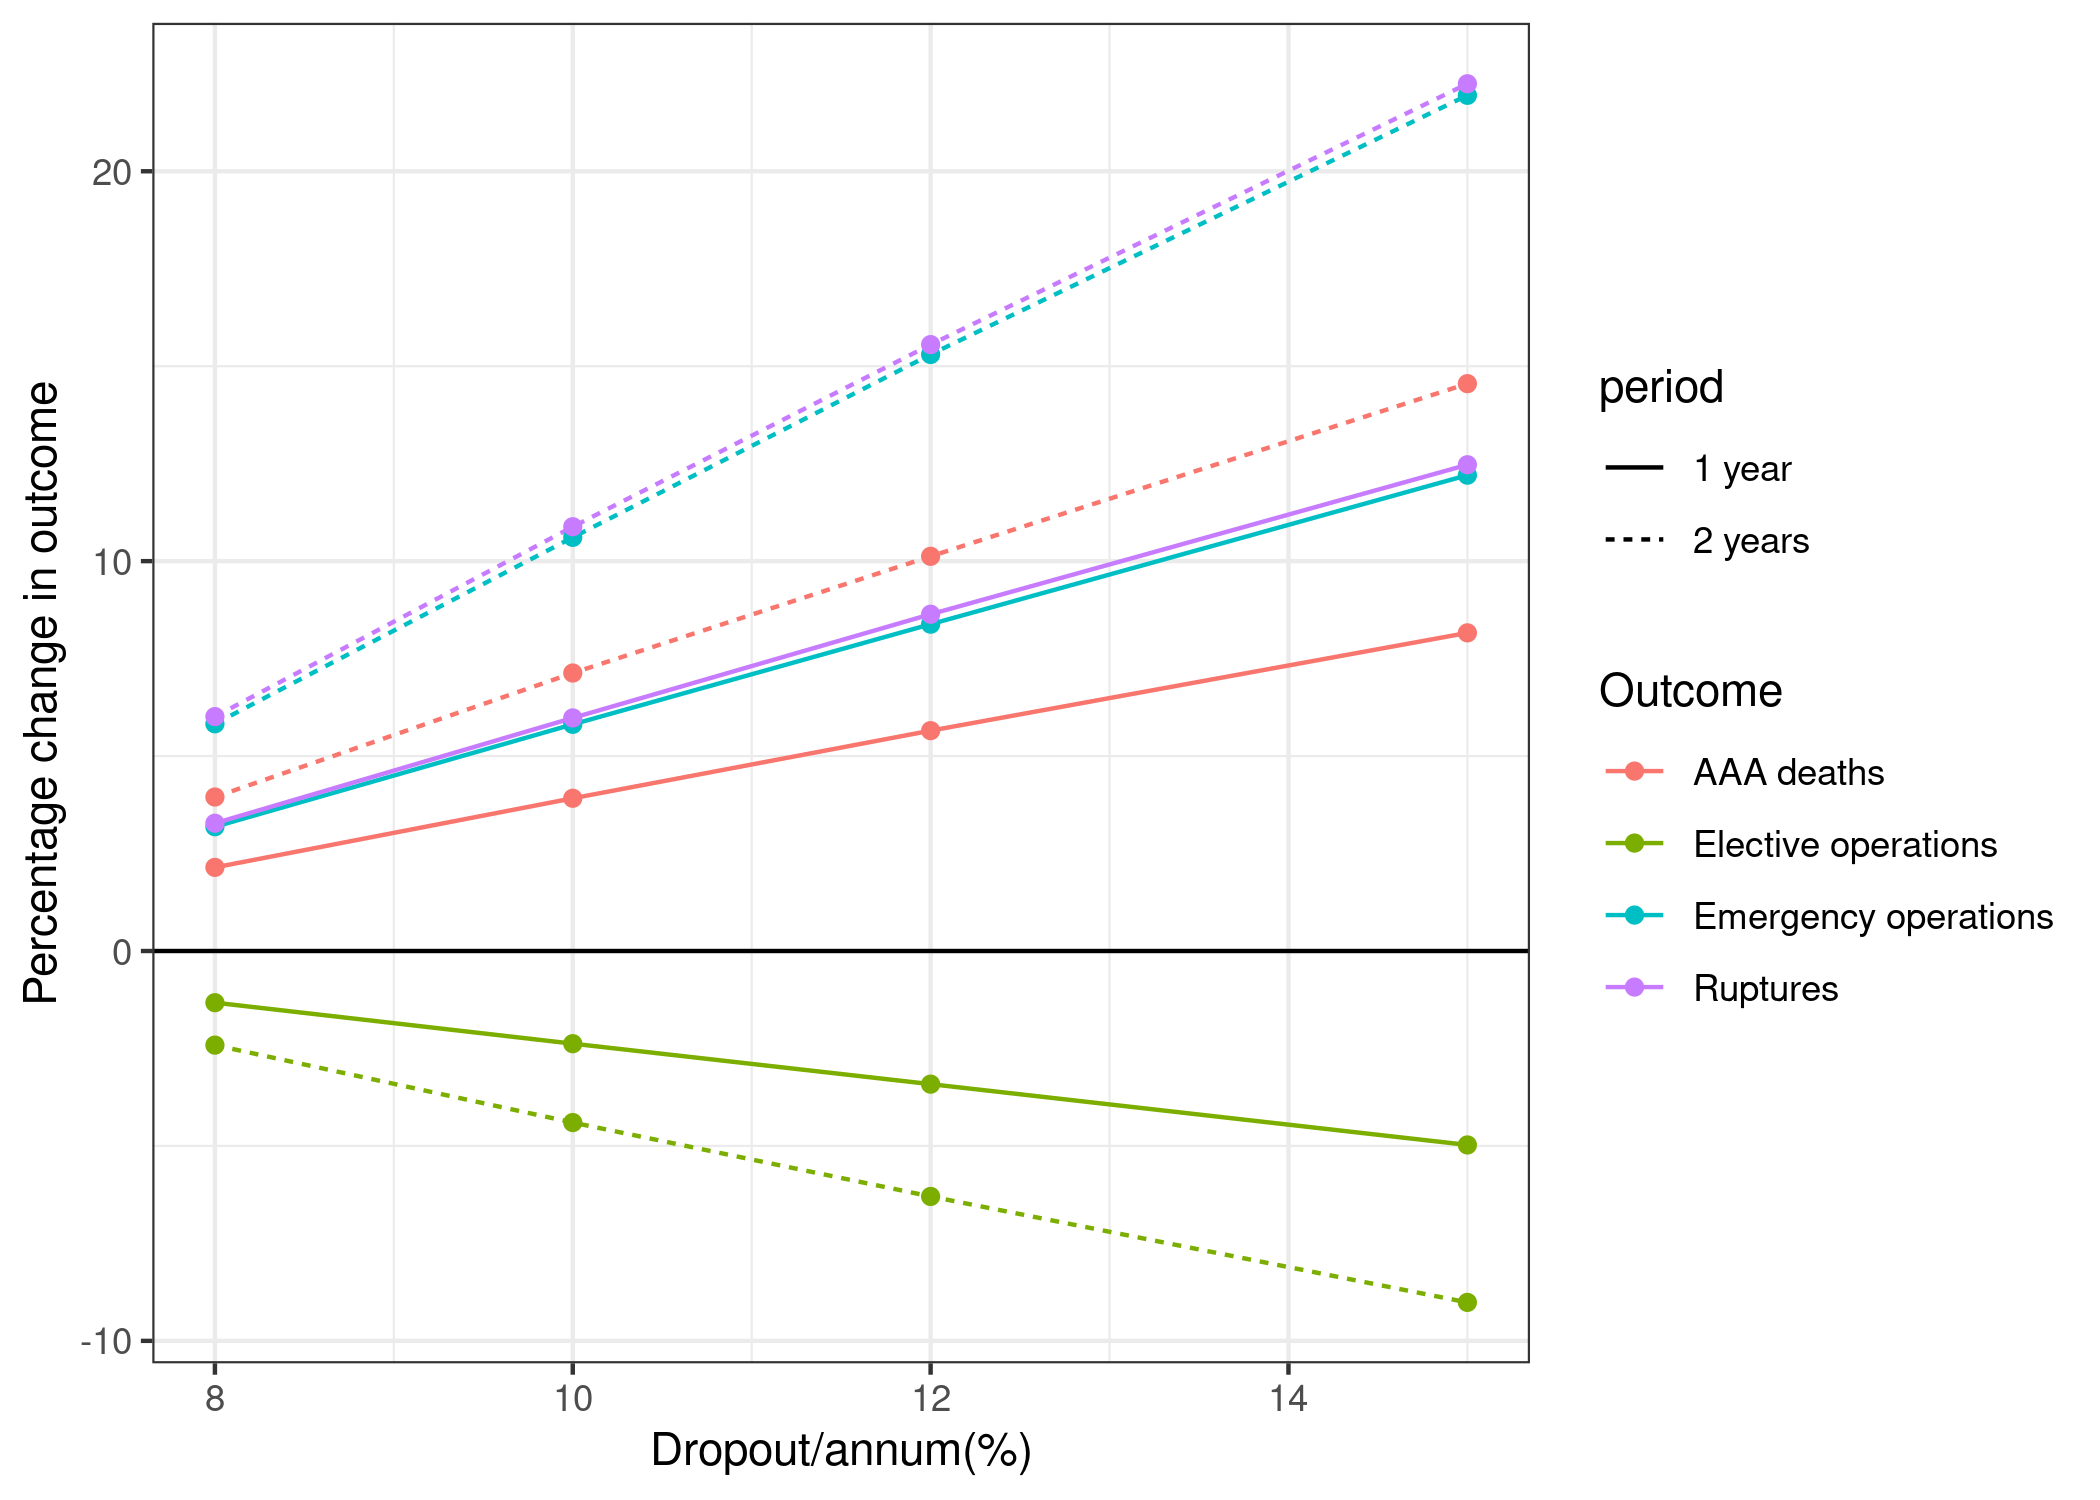 Percentage change in outcome
20
10
0
-10
8
10
12
14
Dropout/annum(%)
period
1 year
2 years
Outcome
AAA deaths
Elective operations
Emergency operations
Ruptures